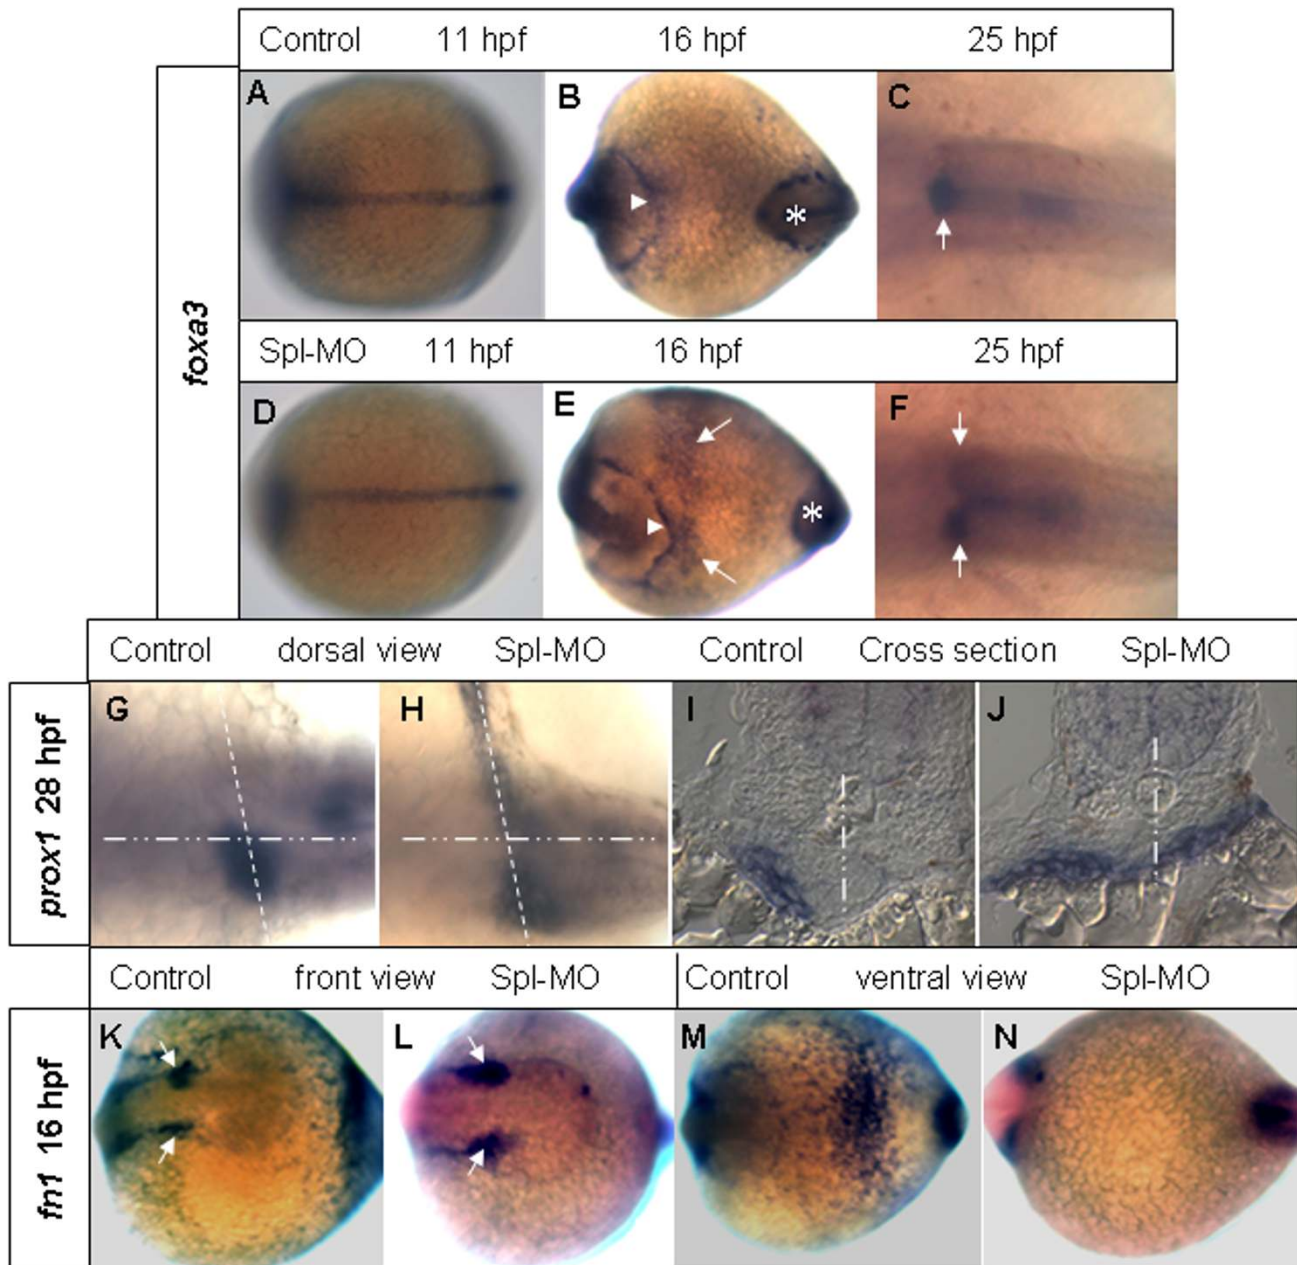 Control 11 hpf 16 hpf 25 hpf
A B C
foxa3
Spl-MO 11 hpf 16 hpf 25 hpf
D E F
* *
Control dorsal view Spl-MO Control Cross section Spl-MO
prox1 28 hpf
G H I J
Control front view Spl-MO Control ventral view Spl-MO
fn1 16 hpf
K L M N